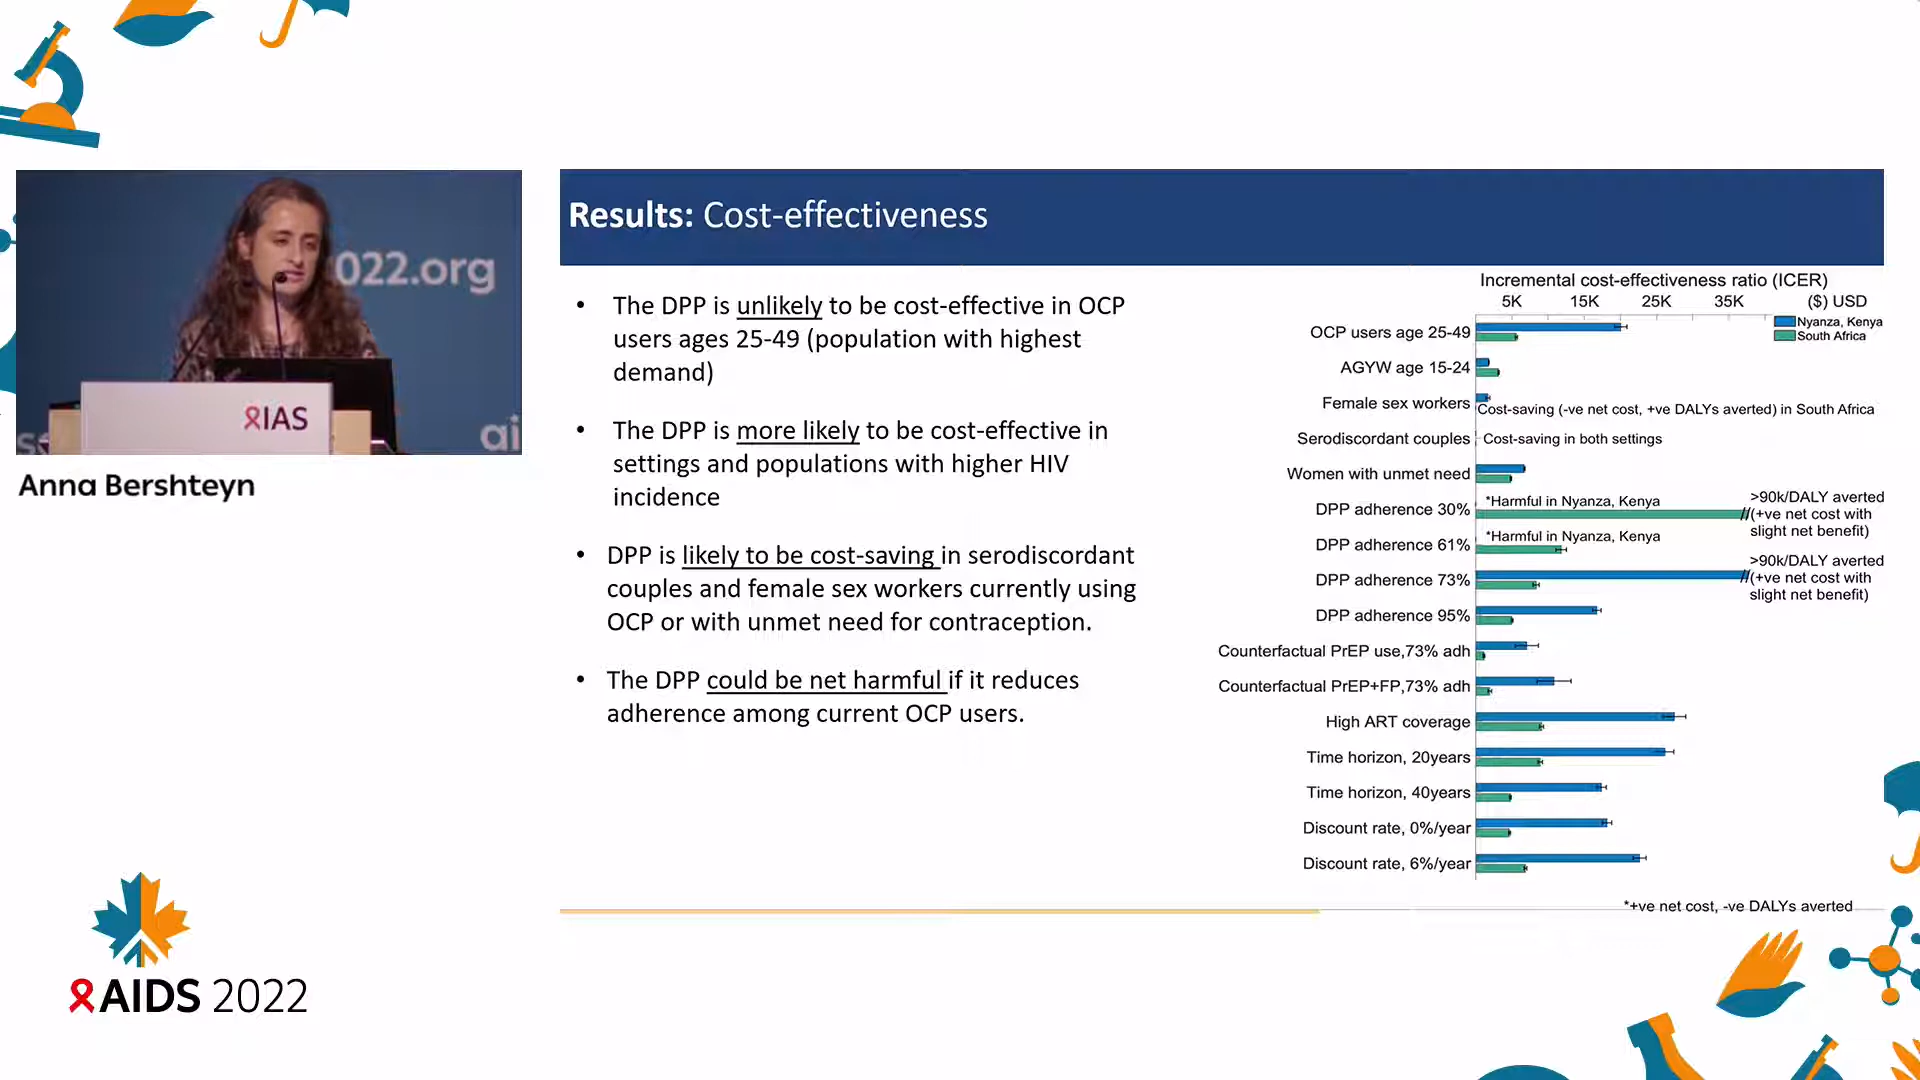 022.org
IAS
ai
Anna Bershteyn
AIDS 2022
Results: Cost-effectiveness
• The DPP is unlikely to be cost-effective in OCP
users ages 25-49 (population with highest
demand)
• The DPP is more likely to be cost-effective in
settings and populations with higher HIV
incidence
• DPP is likely to be cost-saving in serodiscordant
couples and female sex workers currently using
OCP or with unmet need for contraception.
• The DPP could be net harmful if it reduces
adherence among current OCP users.
Incremental cost-effectiveness ratio (ICER)
5K 15K 25K 35K ($) USD
Nyanza, Kenya
South Africa
OCP users age 25-49
AGYW age 15-24
Female sex workers
Cost-saving (-ve net cost, +ve DALYs averted) in South Africa
Serodiscordant couples
Cost-saving in both settings
Women with unmet need
DPP adherence 30%
*Harmful in Nyanza, Kenya
>90k/DALY averted
(+ve net cost with
slight net benefit)
DPP adherence 61%
*Harmful in Nyanza, Kenya
DPP adherence 73%
>90k/DALY averted
(+ve net cost with
slight net benefit)
DPP adherence 95%
Counterfactual PrEP use,73% adh
Counterfactual PrEP+FP,73% adh
High ART coverage
Time horizon, 20years
Time horizon, 40years
Discount rate, 0%/year
Discount rate, 6%/year
*+ve net cost, -ve DALYs averted